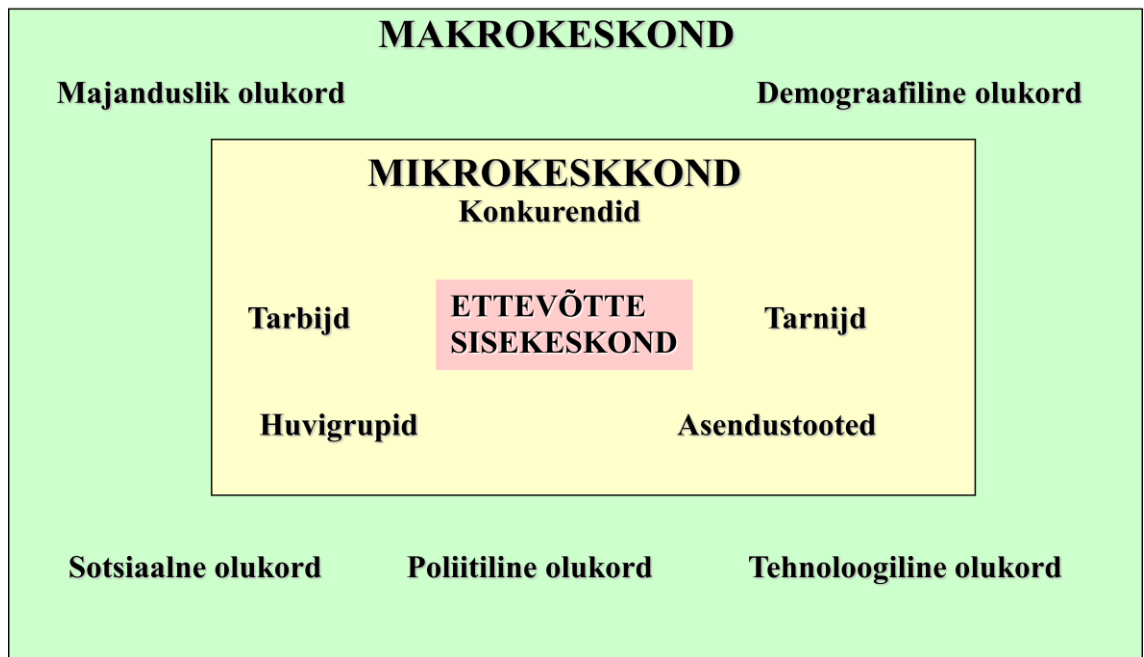 MAKROKESKOND
Majanduslik olukord
Demograafiline olukord
MIKROKESKKOND
Konkurendid
Tarbijd
ETTEVÕTTE
SISEKESKOND
Tarnijd
Huvigrupid
Asendustooted
Sotsiaalne olukord
Poliitiline olukord
Tehnoloogiline olukord